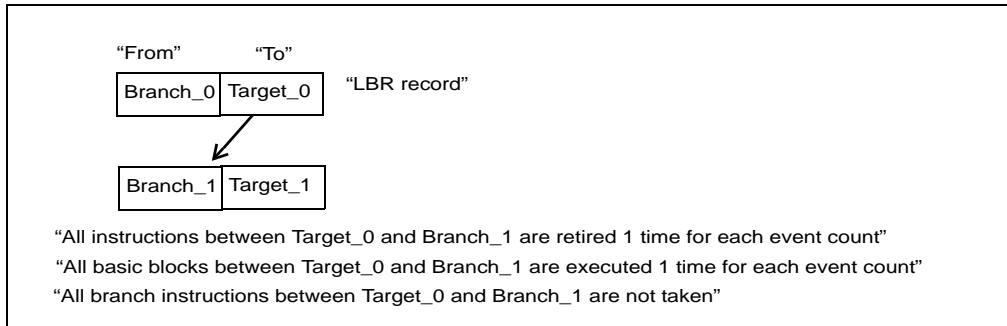 “From” “To”
Branch_0 Target_0 “LBR record”
Branch_1 Target_1
“All instructions between Target_0 and Branch_1 are retired 1 time for each event count”
“All basic blocks between Target_0 and Branch_1 are executed 1 time for each event count”
“All branch instructions between Target_0 and Branch_1 are not taken”